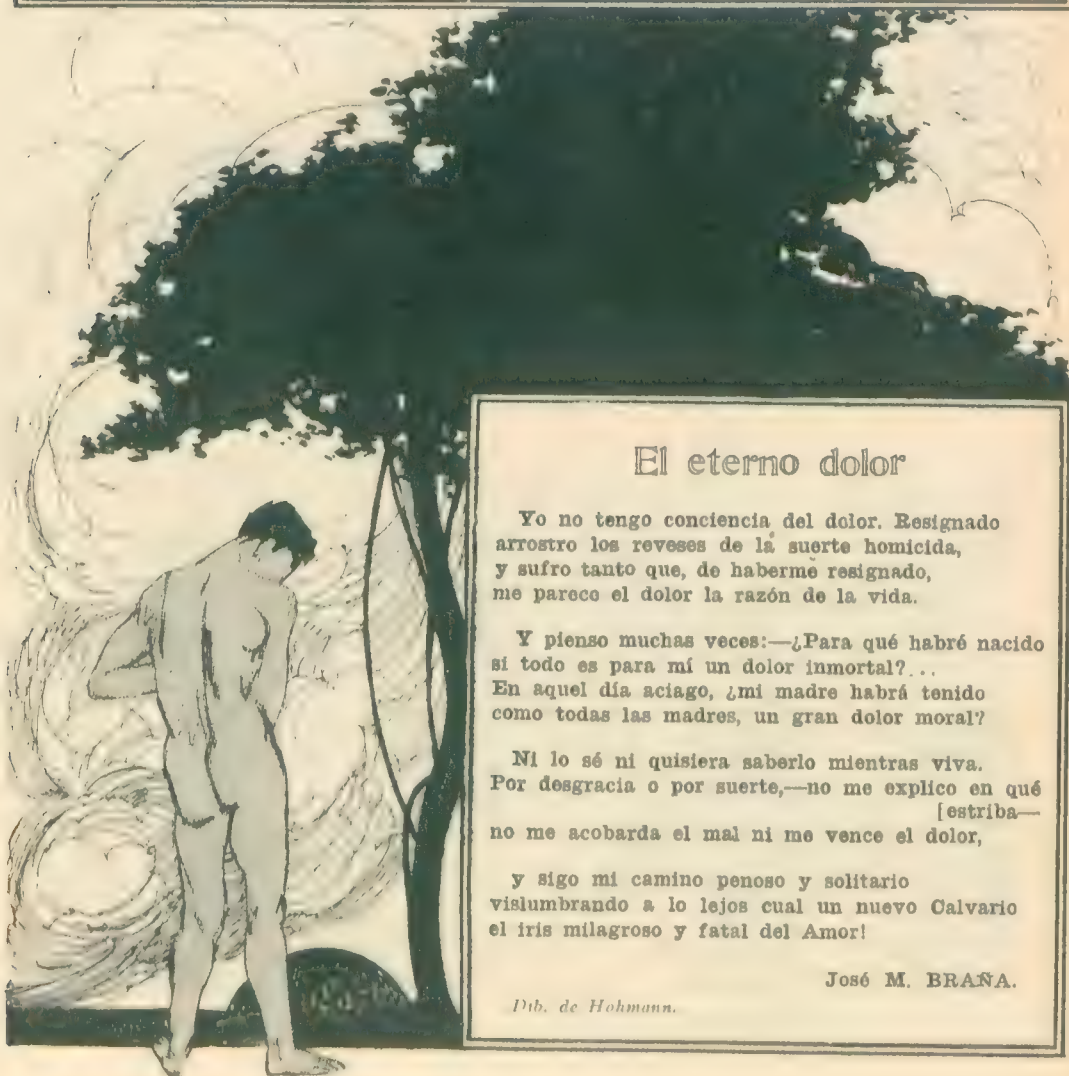 El eterno dolor
Yo no tengo conciencia del dolor. Resignado
arrostro los reveses de la suerte homicida,
y sufro tanto que, de haberme resignado,
me parece el dolor la razón de la vida.
Y pienso muchas veces:—¿Para qué habré nacido
si todo es para mí un dolor inmortal?...
En aquel día aciago, ¿mi madre habrá tenido
como todas las madres, un gran dolor moral?
Ni lo sé ni quisiera saberlo mientras viva.
Por desgracia o por suerte,—no me explico en qué
[estriba—
no me acobarda el mal ni me vence el dolor,
y sigo mi camino penoso y solitario
vislumbrando a lo lejos cual un nuevo Calvario
el iris milagroso y fatal del Amor!
José M. BRAÑA.
Dib. de Hohmann.